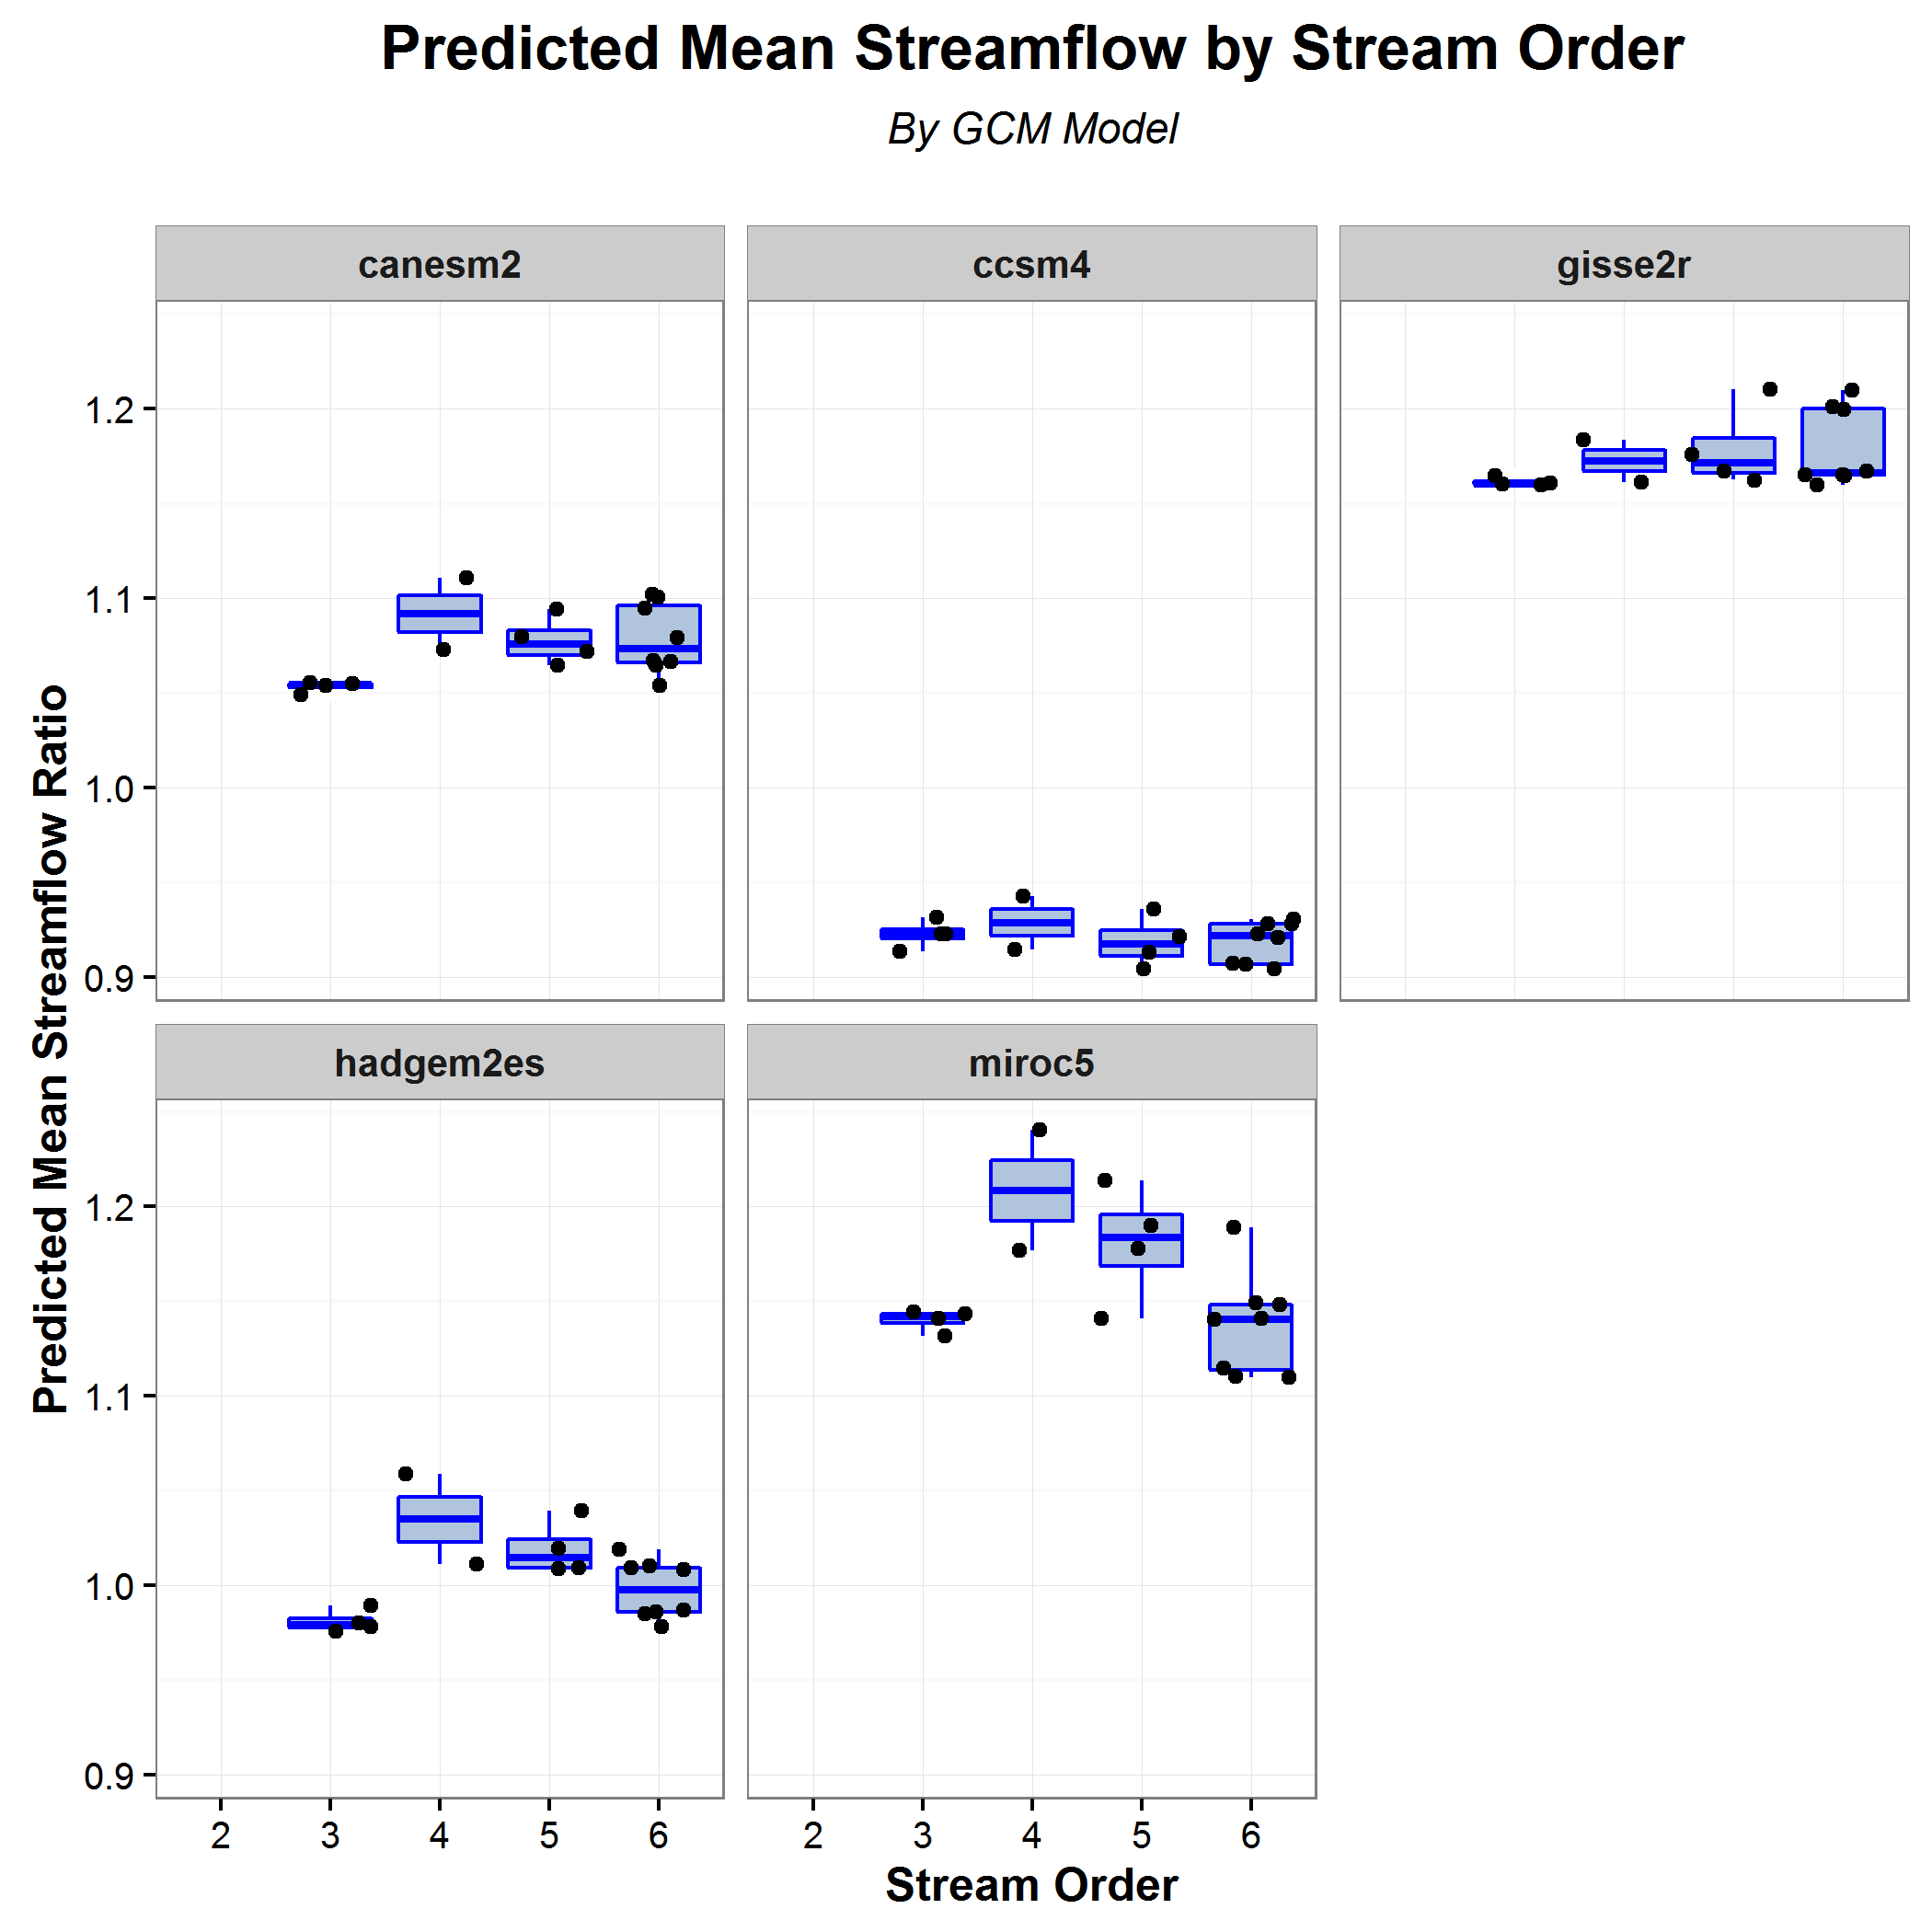 Predicted Mean Streamflow by Stream Order
By GCM Model
canesm2
ccsm4
gisse2r
1.2
1.1
1.0
0.9
Predicted Mean Streamflow Ratio
hadgem2es
miroc5
1.2
1.1
1.0
0.9
2 3 4 5 6
2 3 4 5 6
Stream Order